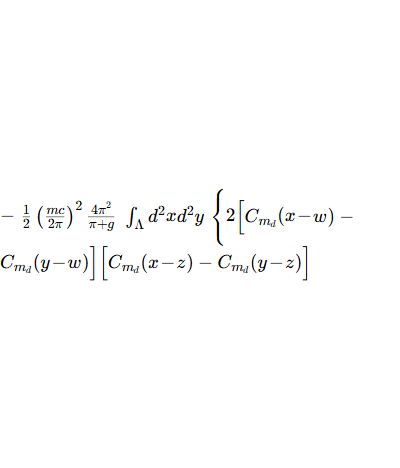 − 1/2 (mc/2π)² 4π²/(π+g) ∫_Λ d²xd²y {2[C_{m_d}(x−w) −
C_{m_d}(y−w)][C_{m_d}(x−z) − C_{m_d}(y−z)]